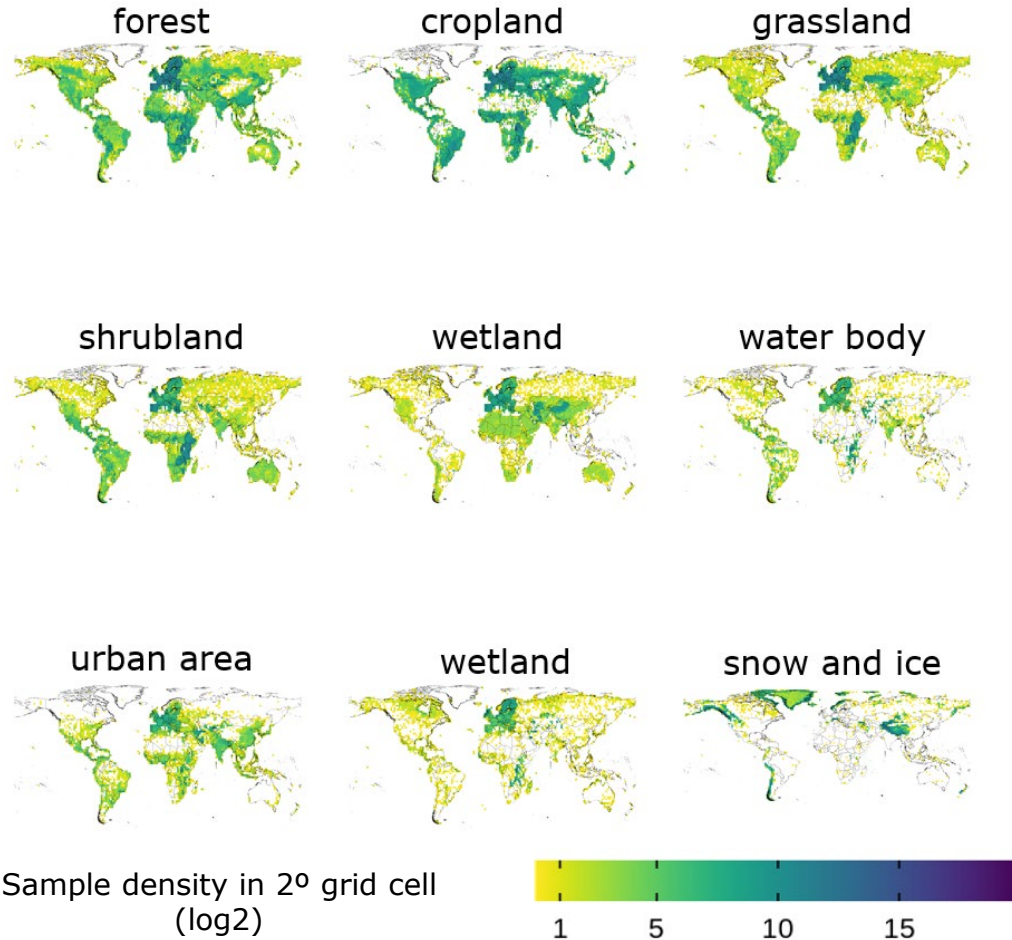 forest cropland grassland
shrubland wetland water body
urban area wetland snow and ice
Sample density in 2º grid cell
(log2)
1 5 10 15